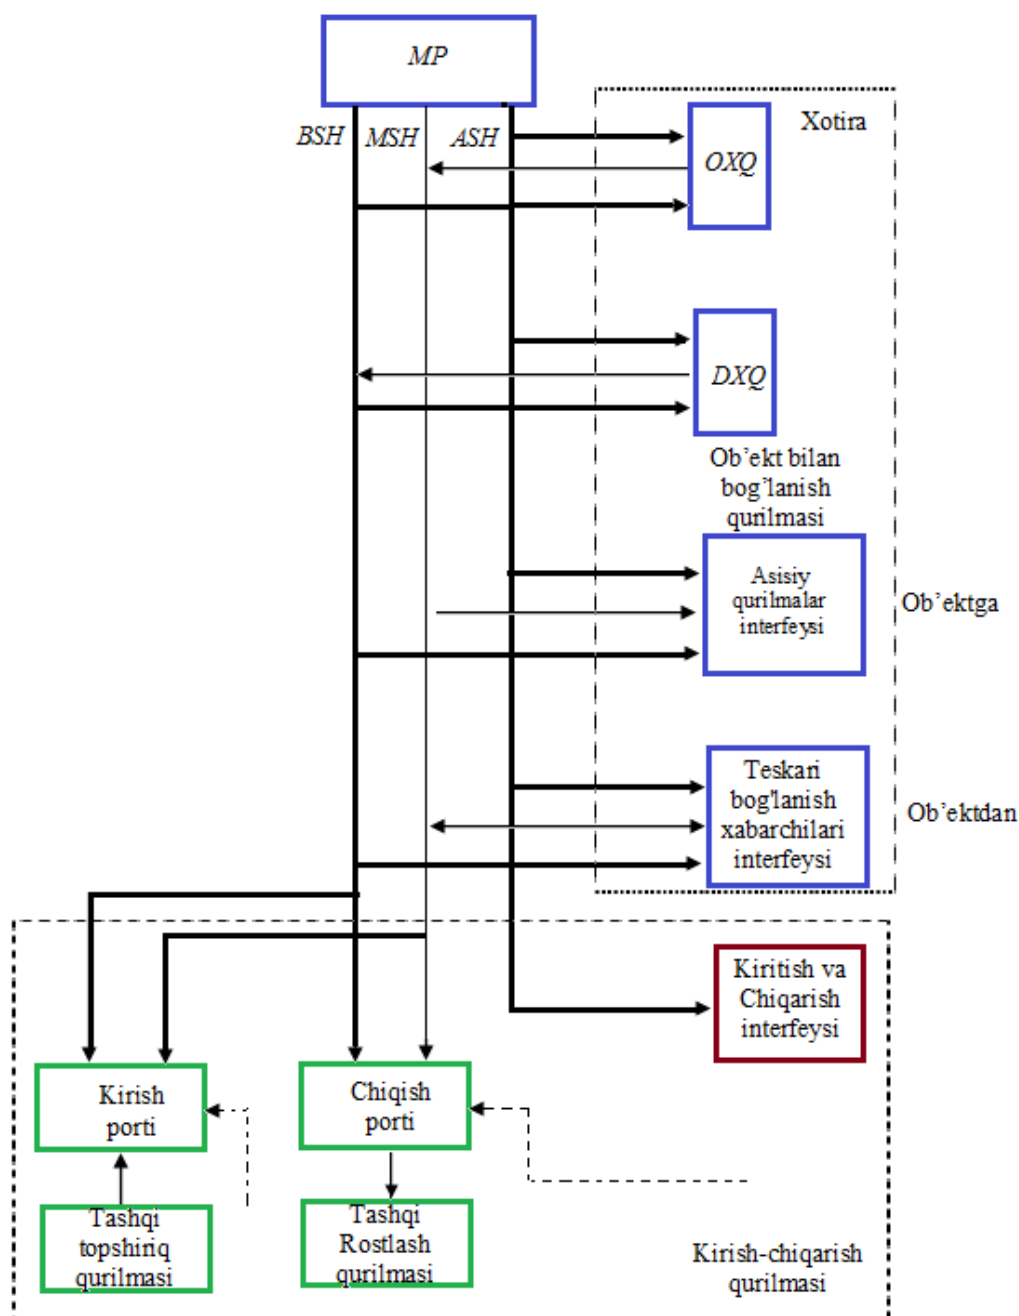 MP
BSH MSH ASH
Xotira
OXQ
DXQ
Ob’ekt bilan
bog’lanish
qurilmasi
Asisiy
qurilmalar
interfeysi
Ob’ektga
Teskari
bog'lanish
xabarchilari
interfeysi
Ob’ektdan
Kiritish va
Chiqarish
interfeysi
Kirish
porti
Chiqish
porti
Tashqi
topshiriq
qurilmasi
Tashqi
Rostlash
qurilmasi
Kirish-chiqarish
qurilmasi